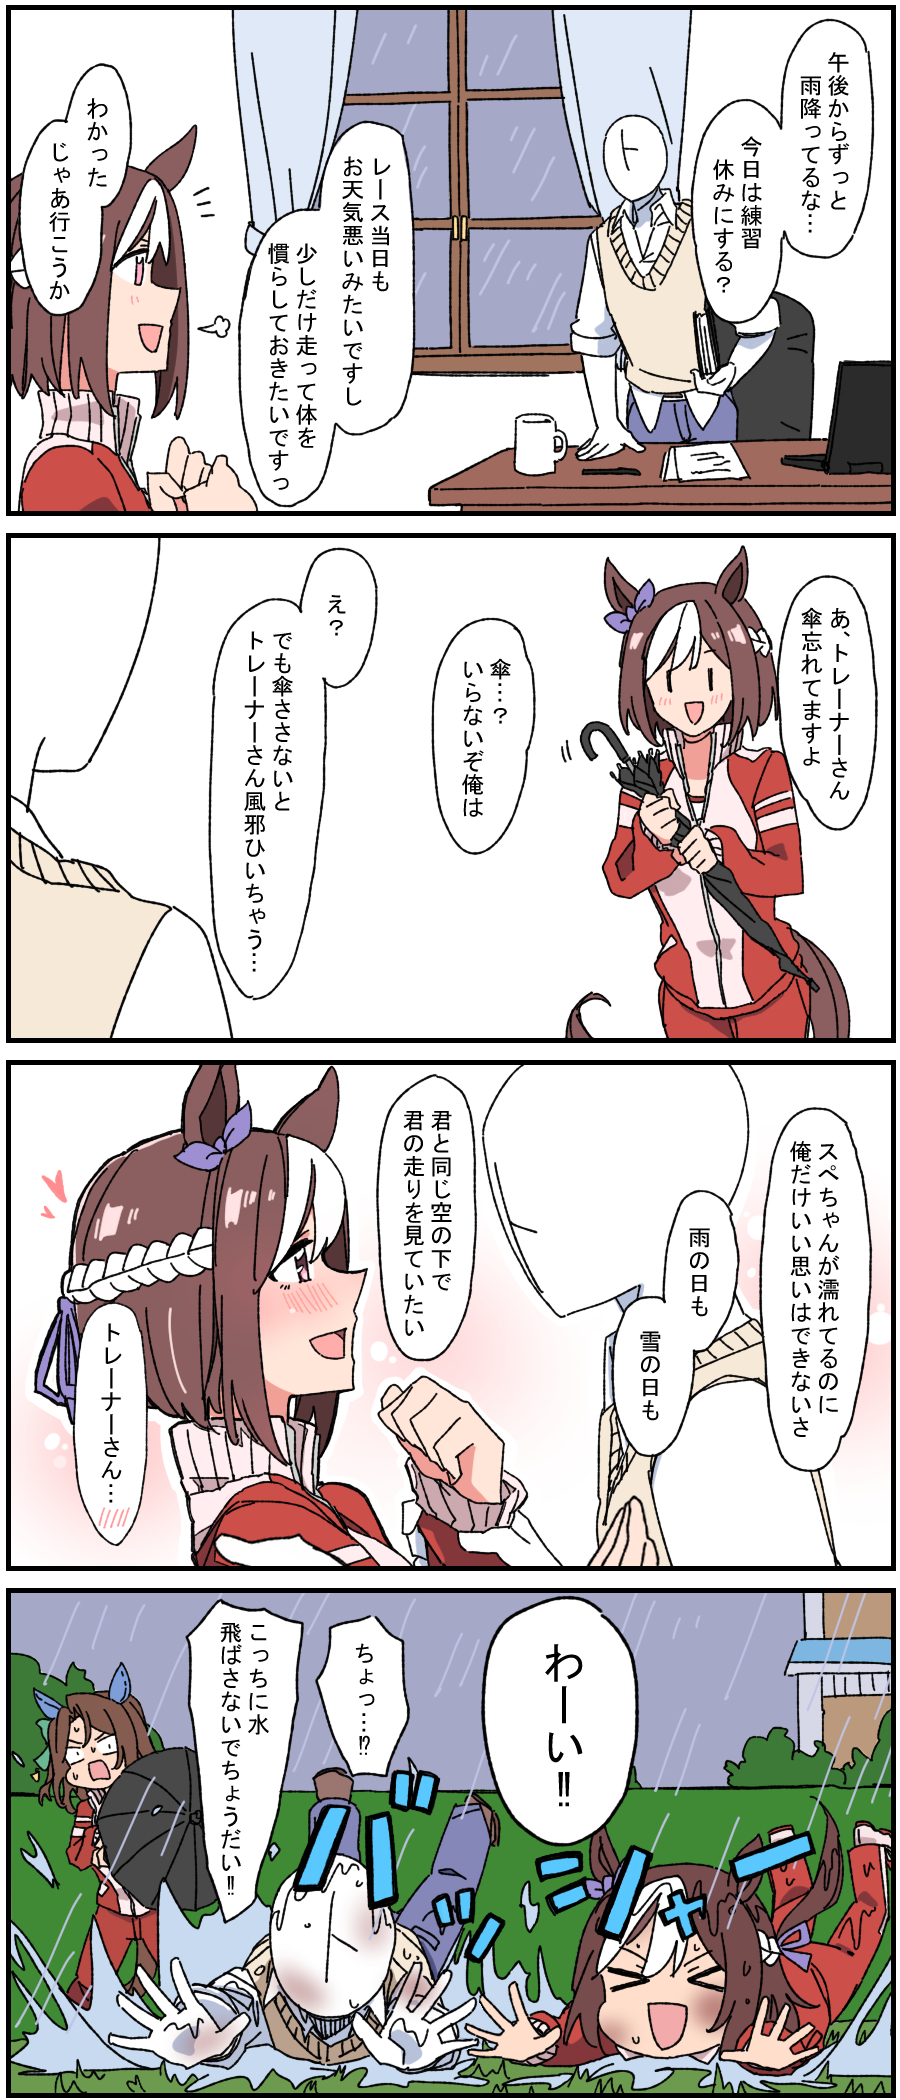 午後からずっと
雨降ってるな…
今日は練習
休みにする？
レース当日も
お天気悪いみたいですし
少しだけ走って体を
慣らしておきたいですっ
わかった
じゃあ行こうか
あ、トレーナーさん
傘忘れてますよ
傘…？
いらないぞ俺は
え？
でも傘ささないと
トレーナーさん風邪ひいちゃう…
スペちゃんが濡れてるのに
俺だけいい思いはできないさ
雨の日も
雪の日も
君と同じ空の下で
君の走りを見ていたい
トレーナーさん…
わーい!!
ちょっ…!?
こっちに水
飛ばさないでちょうだい!!
バッシャー
バシャ